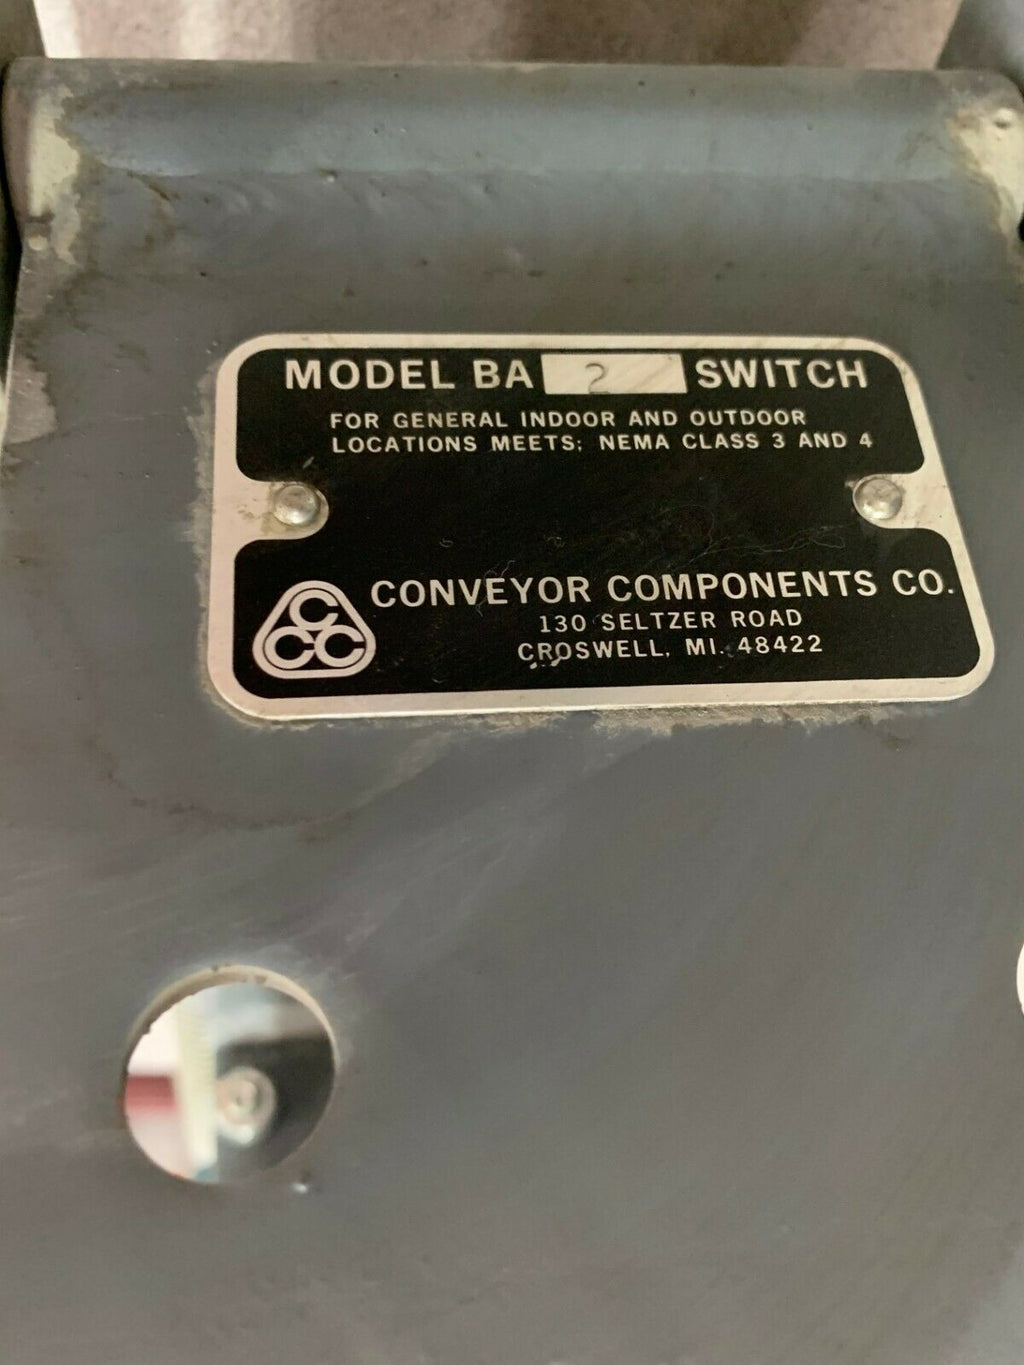 MODEL BA 2 SWITCH
FOR GENERAL INDOOR AND OUTDOOR
LOCATIONS MEETS; NEMA CLASS 3 AND 4
C
CC
CONVEYOR COMPONENTS CO.
130 SELTZER ROAD
CROSWELL, MI. 48422